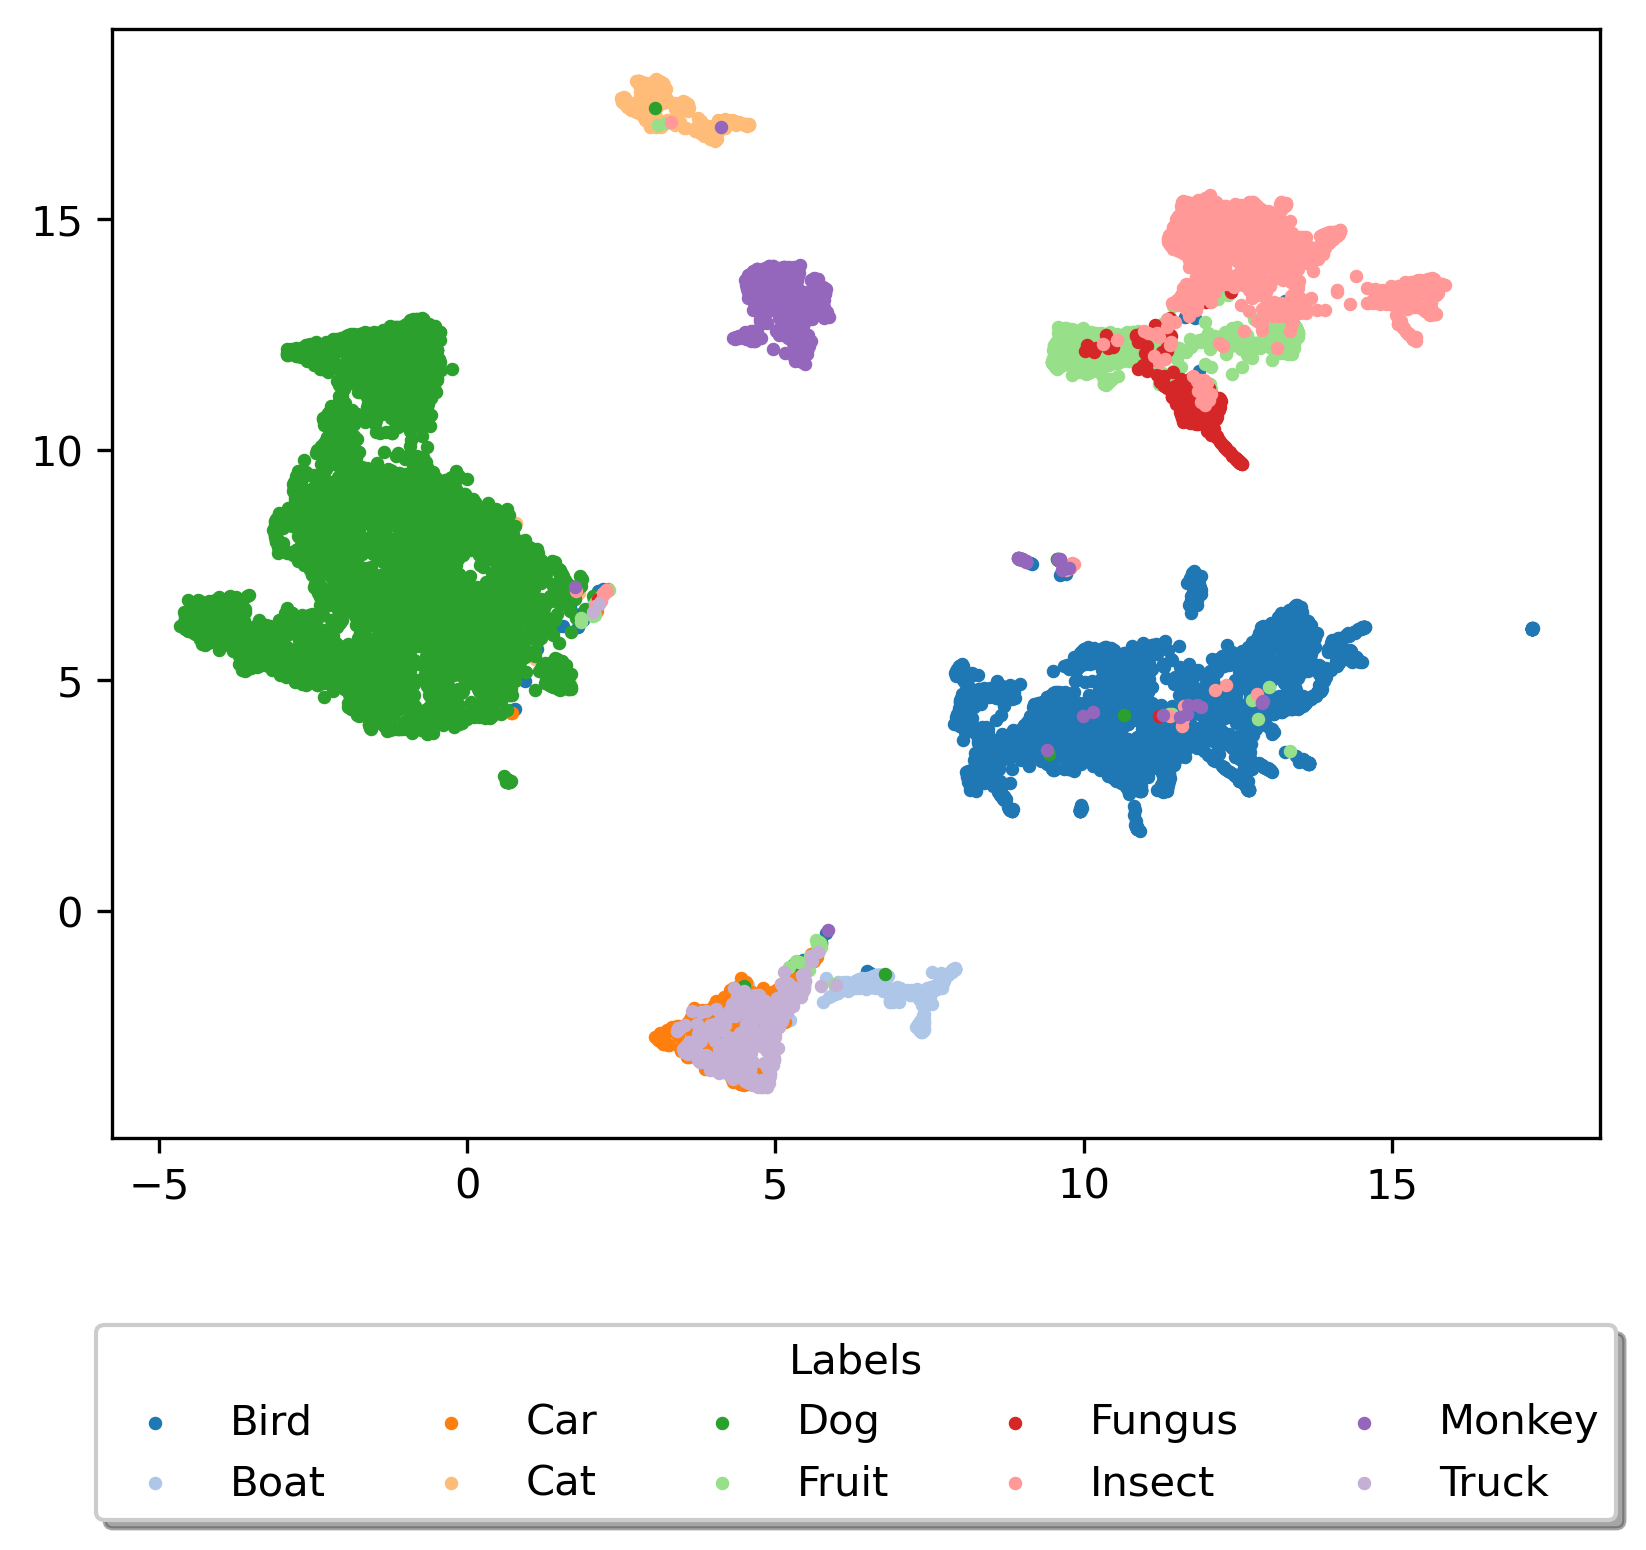 15
10
5
0
−5 0 5 10 15
Labels
Bird Car Dog Fungus Monkey
Boat Cat Fruit Insect Truck